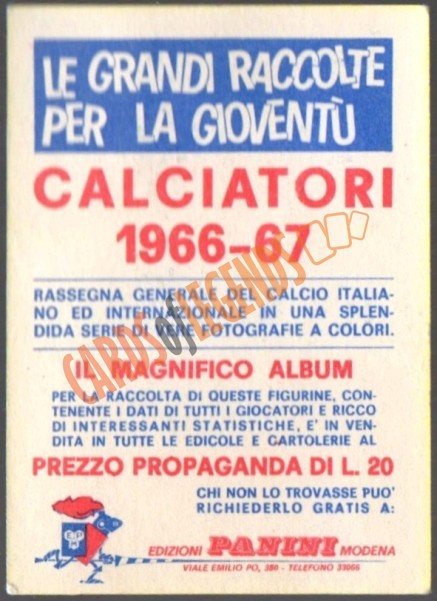 LE GRANDI RACCOLTE
PER LA GIOVENTÙ
CALCIATORI
1966-67
RASSEGNA GENERALE DEL CALCIO ITALIA-
NO ED INTERNAZIONALE IN UNA SPLEN-
DIDA SERIE DI VERE FOTOGRAFIE A COLORI.
IL MAGNIFICO ALBUM
PER LA RACCOLTA DI QUESTE FIGURINE, CON-
TENENTE I DATI DI TUTTI I GIOCATORI E RICCO
DI INTERESSANTI STATISTICHE, E' IN VEN-
DITA IN TUTTE LE EDICOLE E CARTOLERIE AL
PREZZO PROPAGANDA DI L. 20
CHI NON LO TROVASSE PUO'
RICHIEDERLO GRATIS A:
EDIZIONI PANINI MODENA
VIALE EMILIO PO, 380 - TELEFONO 33066
CARDS of LEGENDS